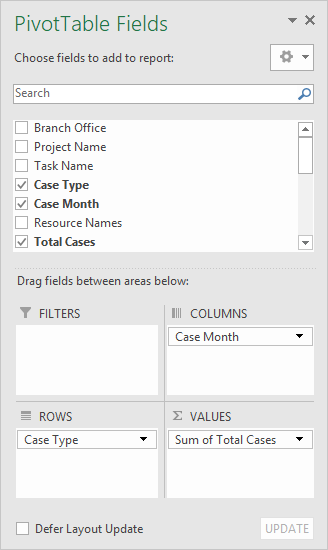 PivotTable Fields
Choose fields to add to report:
Search
Branch Office
Project Name
Task Name
Case Type
Case Month
Resource Names
Total Cases
Drag fields between areas below:
FILTERS
COLUMNS
Case Month
ROWS
VALUES
Case Type
Sum of Total Cases
Defer Layout Update
UPDATE